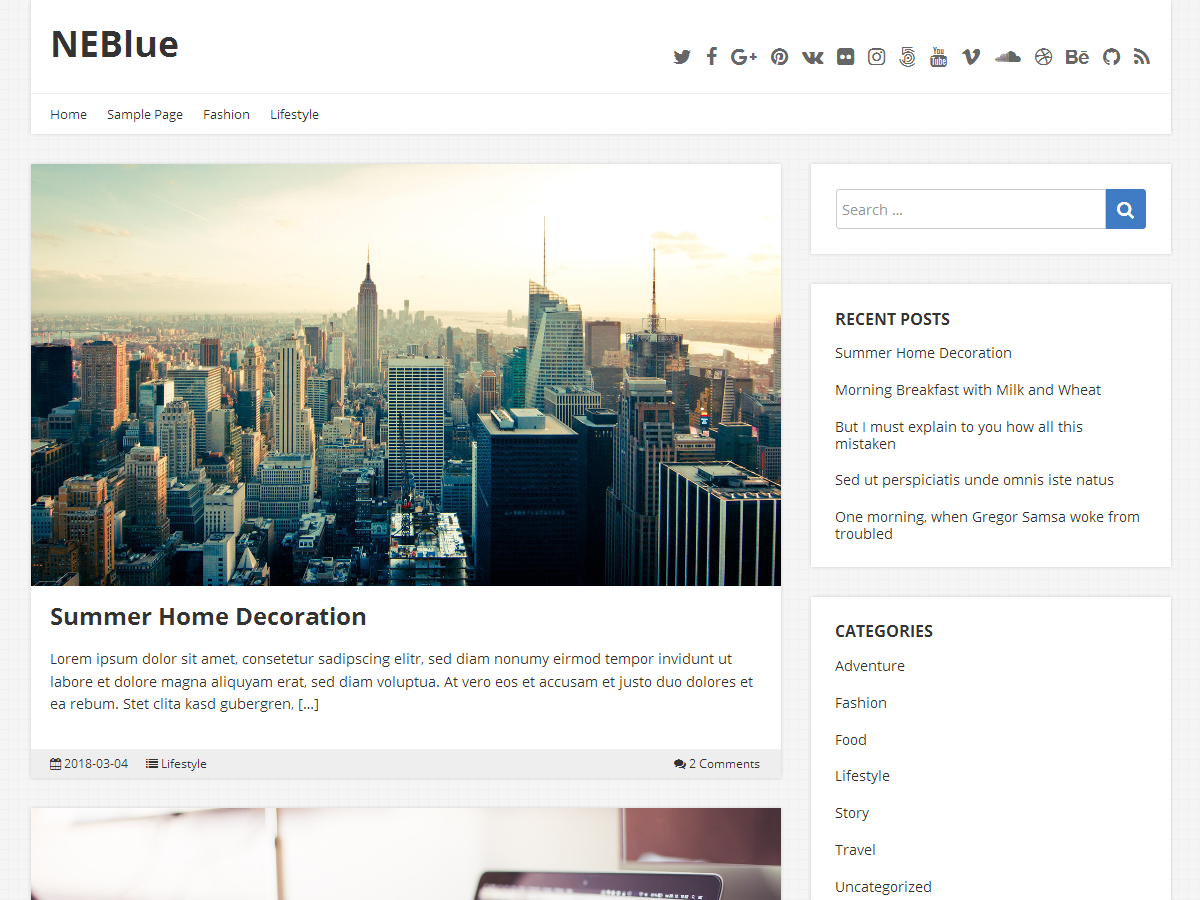 NEBlue
You Tube
Home Sample Page Fashion Lifestyle
Search ...
RECENT POSTS
Summer Home Decoration
Morning Breakfast with Milk and Wheat
But I must explain to you how all this
mistaken
Sed ut perspiciatis unde omnis iste natus
One morning, when Gregor Samsa woke from
troubled
Summer Home Decoration
Lorem ipsum dolor sit amet, consetetur sadipscing elitr, sed diam nonumy eirmod tempor invidunt ut
labore et dolore magna aliquyam erat, sed diam voluptua. At vero eos et accusam et justo duo dolores et
ea rebum. Stet clita kasd gubergren, [...]
2018-03-04 Lifestyle 2 Comments
CATEGORIES
Adventure
Fashion
Food
Lifestyle
Story
Travel
Uncategorized